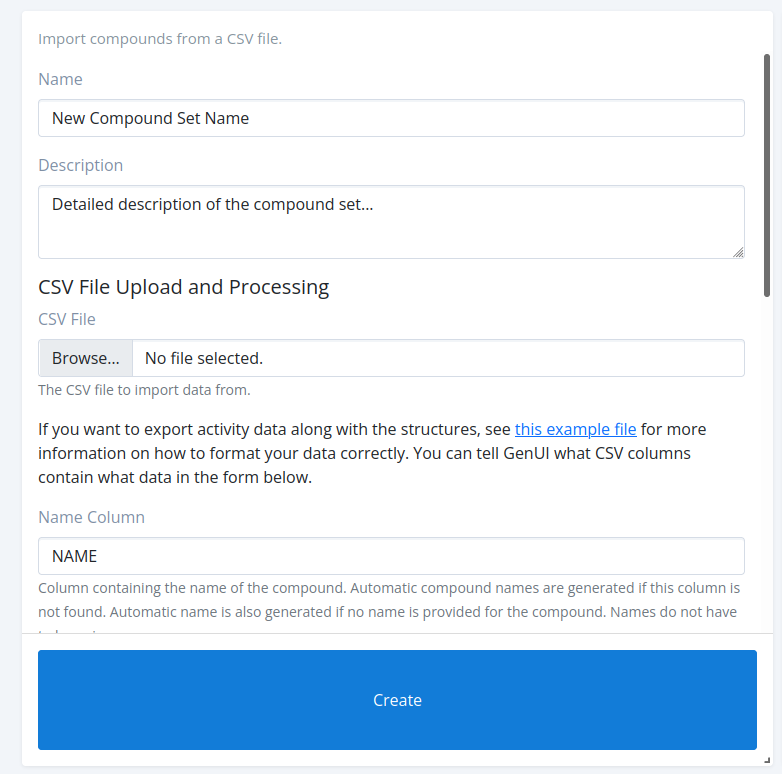 Import compounds from a CSV file.
Name
New Compound Set Name
Description
Detailed description of the compound set...
CSV File Upload and Processing
CSV File
Browse... No file selected.
The CSV file to import data from.
If you want to export activity data along with the structures, see this example file for more
information on how to format your data correctly. You can tell GenUI what CSV columns
contain what data in the form below.
Name Column
NAME
Column containing the name of the compound. Automatic compound names are generated if this column is
not found. Automatic name is also generated if no name is provided for the compound. Names do not have
Create